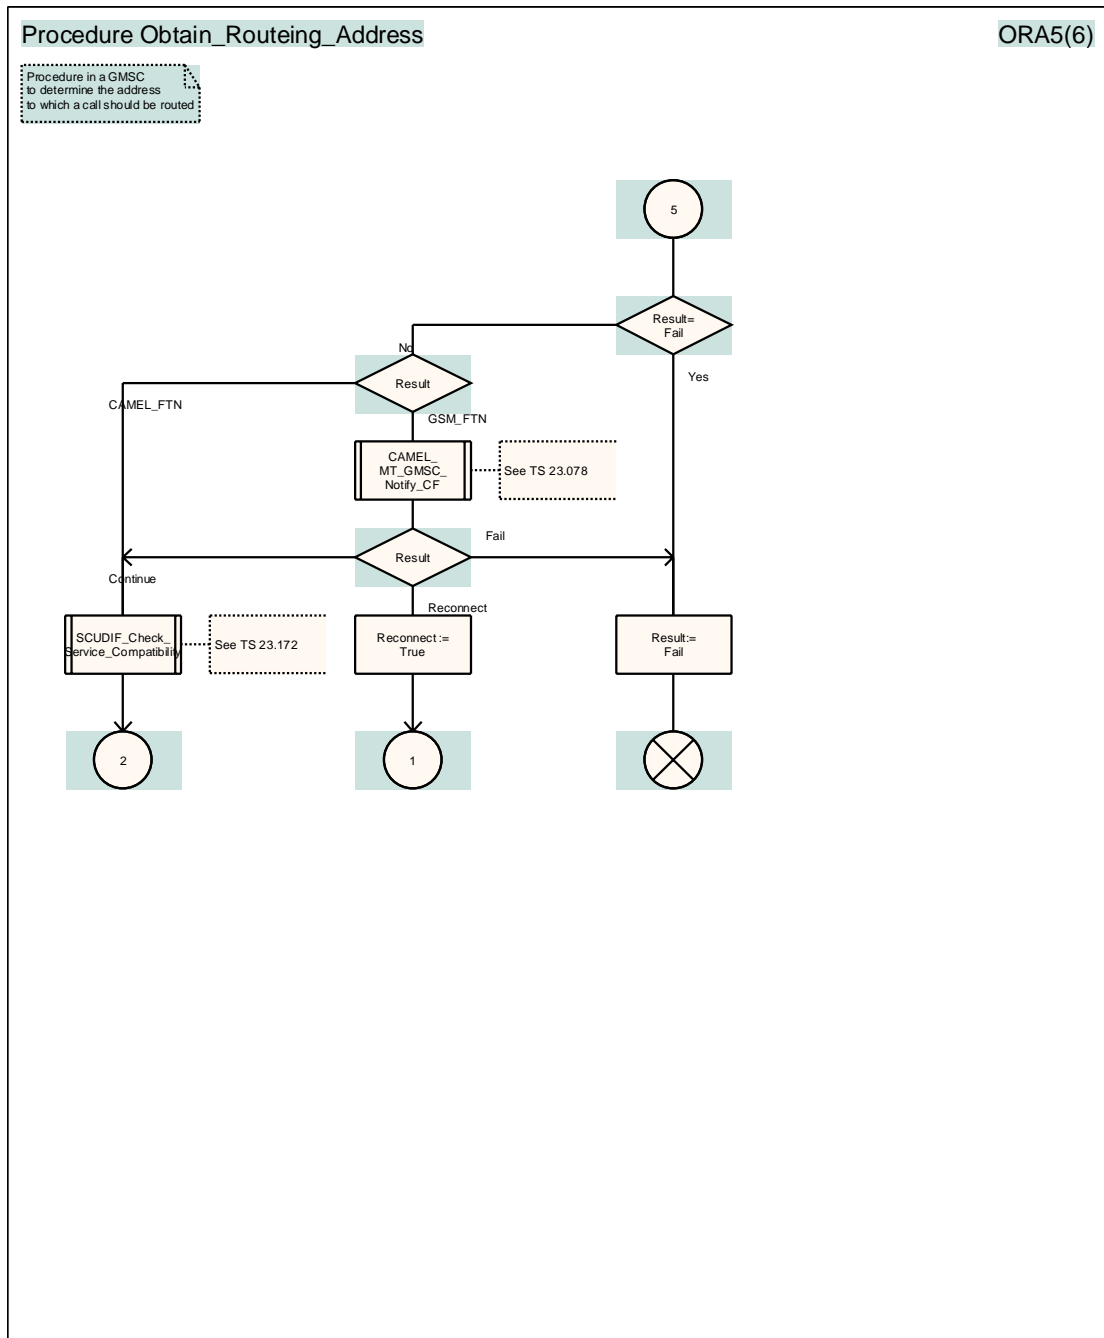 Procedure Obtain_Routeing_Address
ORA5(6)
Procedure in a GMSC
to determine the address
to which a call should be routed
5
Result=
Fail
No
Yes
Result
CAMEL_FTN
GSM_FTN
CAMEL_
MT_GMSC_
Notify_CF
See TS 23.078
Result
Fail
Continue
Reconnect
SCUDIF_Check_
Service_Compatibility
See TS 23.172
Reconnect :=
True
Result:=
Fail
2
1